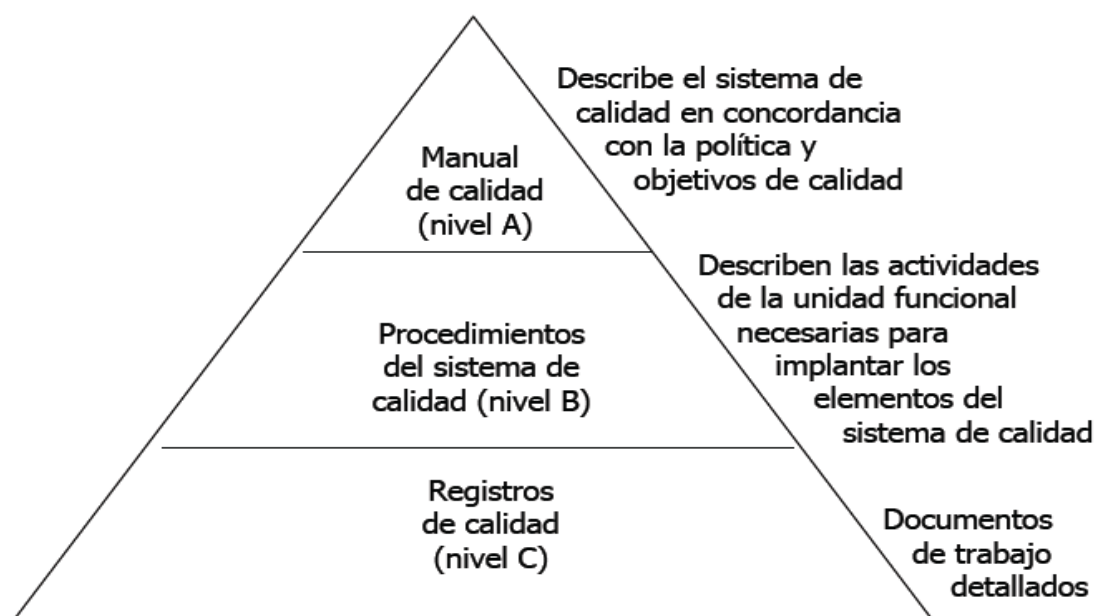 Manual
de calidad
(nivel A)
Describe el sistema de
calidad en concordancia
con la política y
objetivos de calidad
Procedimientos
del sistema de
calidad (nivel B)
Describen las actividades
de la unidad funcional
necesarias para
implantar los
elementos del
sistema de calidad
Registros
de calidad
(nivel C)
Documentos
de trabajo
detallados